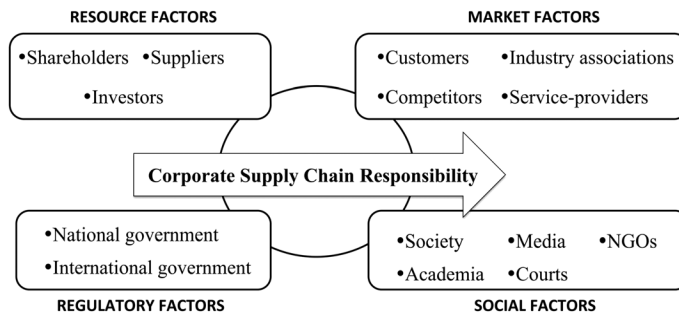 RESOURCE FACTORS
•Shareholders •Suppliers
•Investors
MARKET FACTORS
•Customers •Industry associations
•Competitors •Service-providers
Corporate Supply Chain Responsibility
•National government
•International government
REGULATORY FACTORS
•Society •Media •NGOs
•Academia •Courts
SOCIAL FACTORS